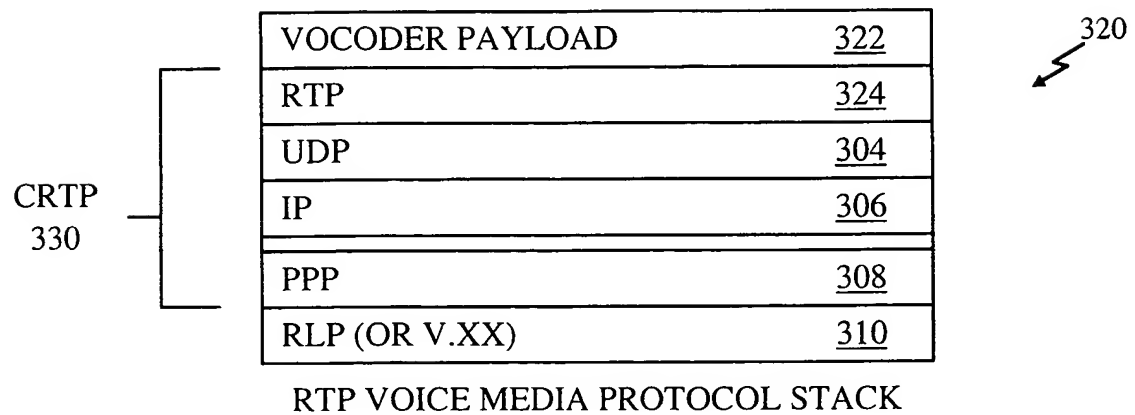 VOCODER PAYLOAD 322
320
RTP 324
UDP 304
CRTP
330
IP 306
PPP 308
RLP (OR V.XX) 310
RTP VOICE MEDIA PROTOCOL STACK